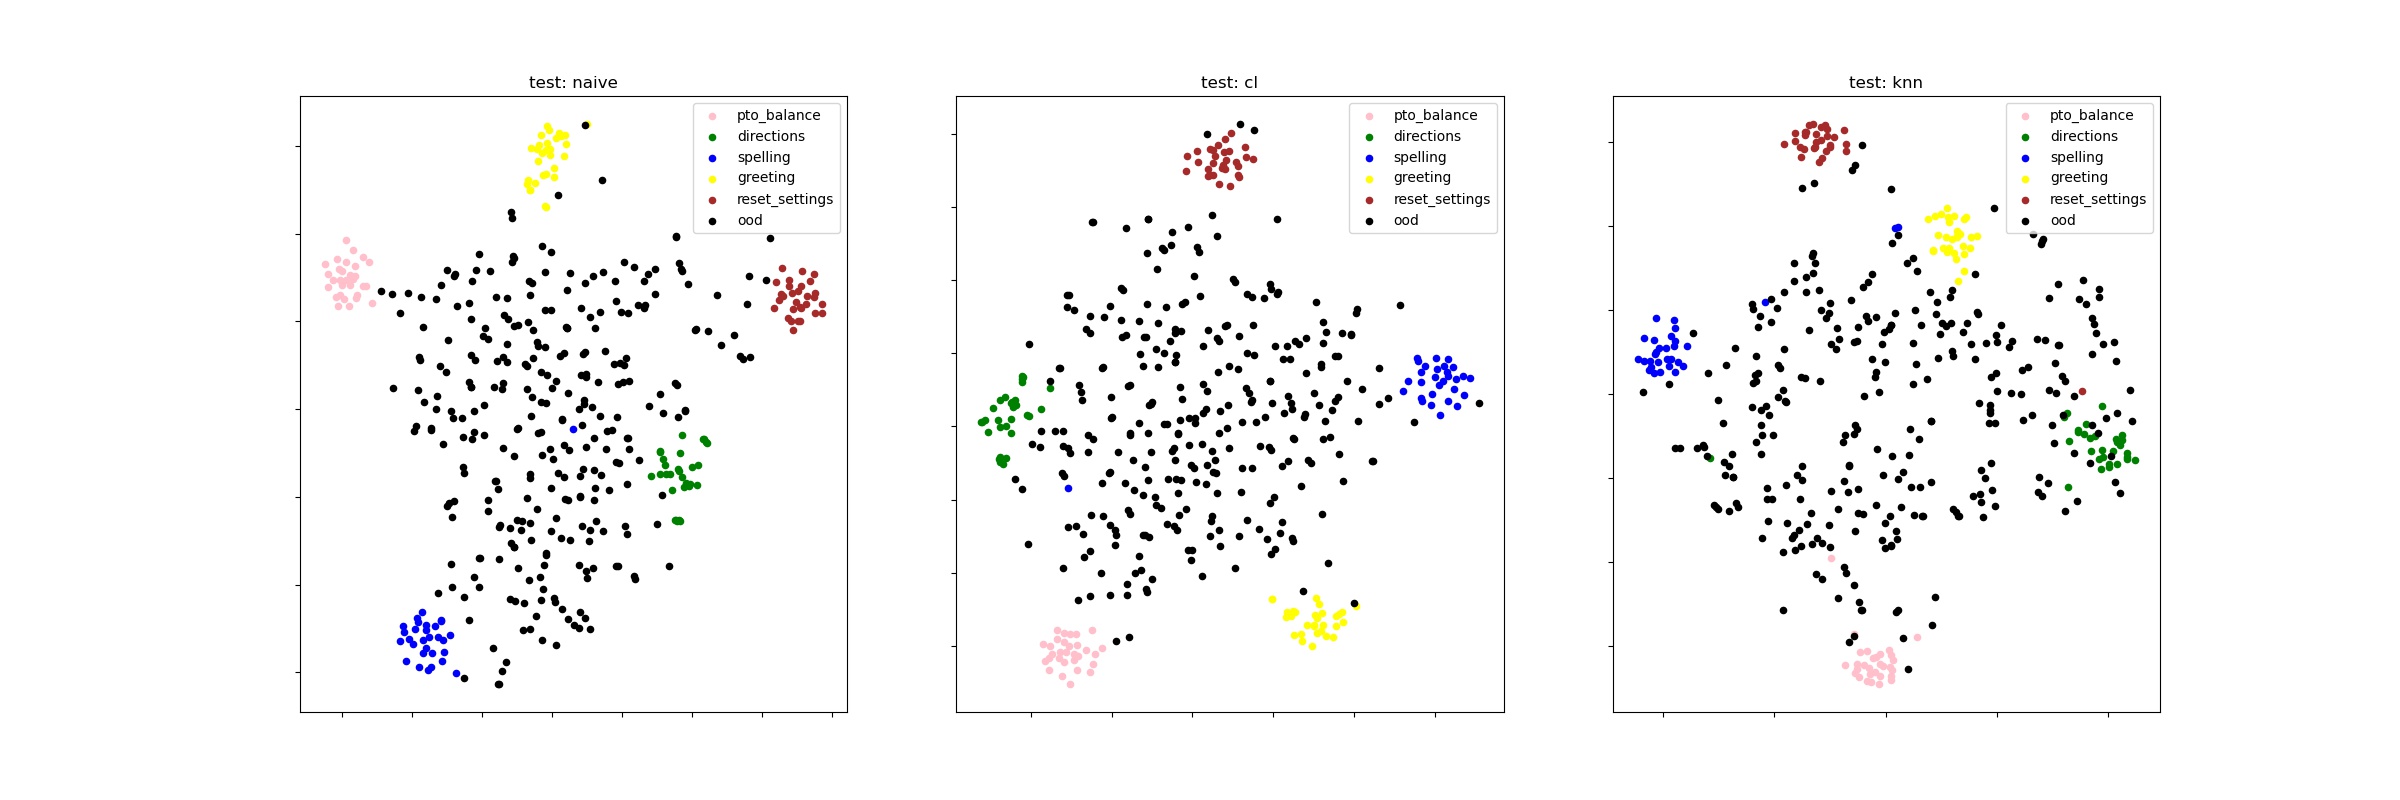 test: naive
pto_balance
directions
spelling
greeting
reset_settings
ood
test: cl
pto_balance
directions
spelling
greeting
reset_settings
ood
test: knn
pto_balance
directions
spelling
greeting
reset_settings
ood